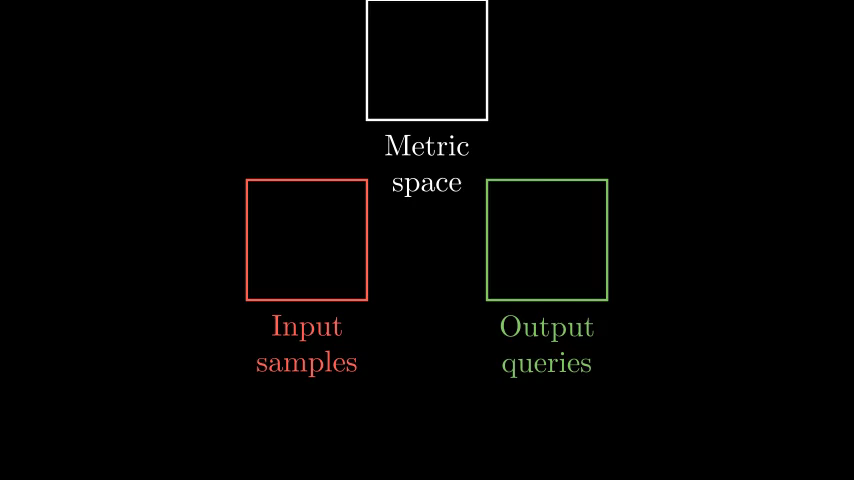 Metric
space
Input
samples
Output
queries